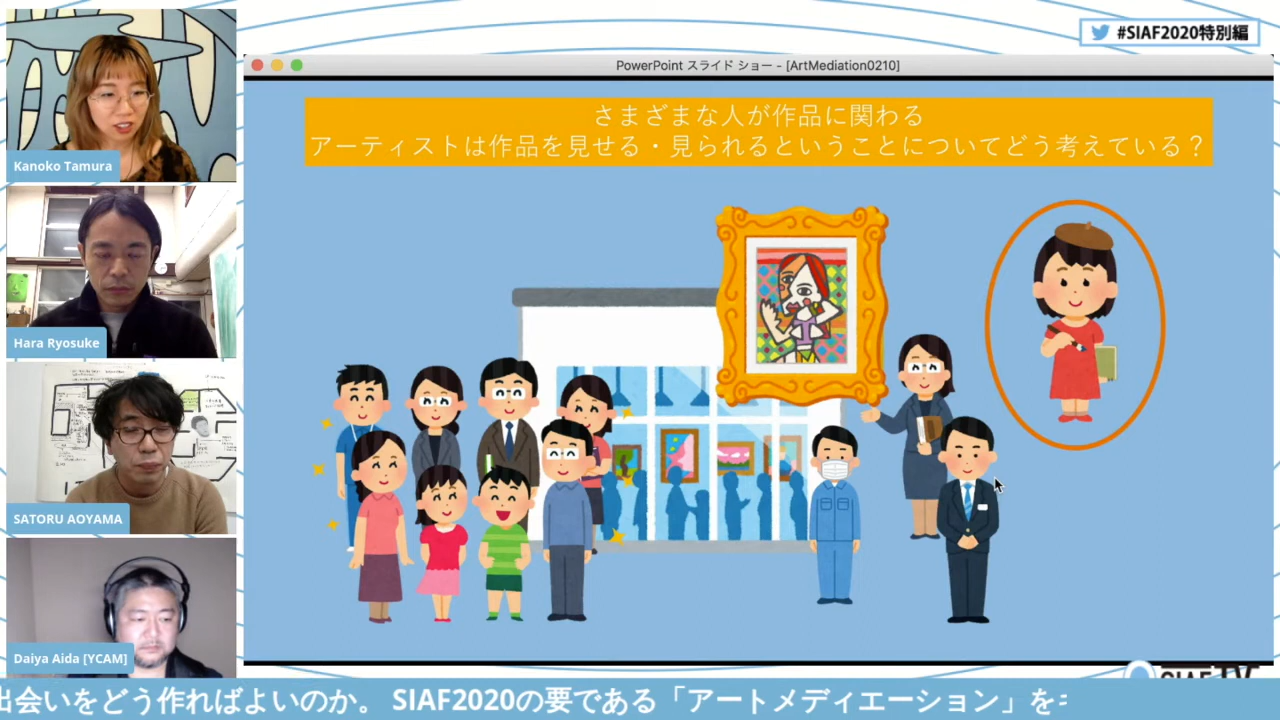 #SIAF2020特別編
PowerPoint スライド ショー - [ArtMediation0210]
さまざまな人が作品に関わる
アーティストは作品を見せる・見られるということについてどう考えている？
Kanoko Tamura
Hara Ryosuke
SATORU AOYAMA
Daiya Aida [YCAM]
出会いをどう作ればよいのか。 SIAF2020の要である「アートメディエーション」を